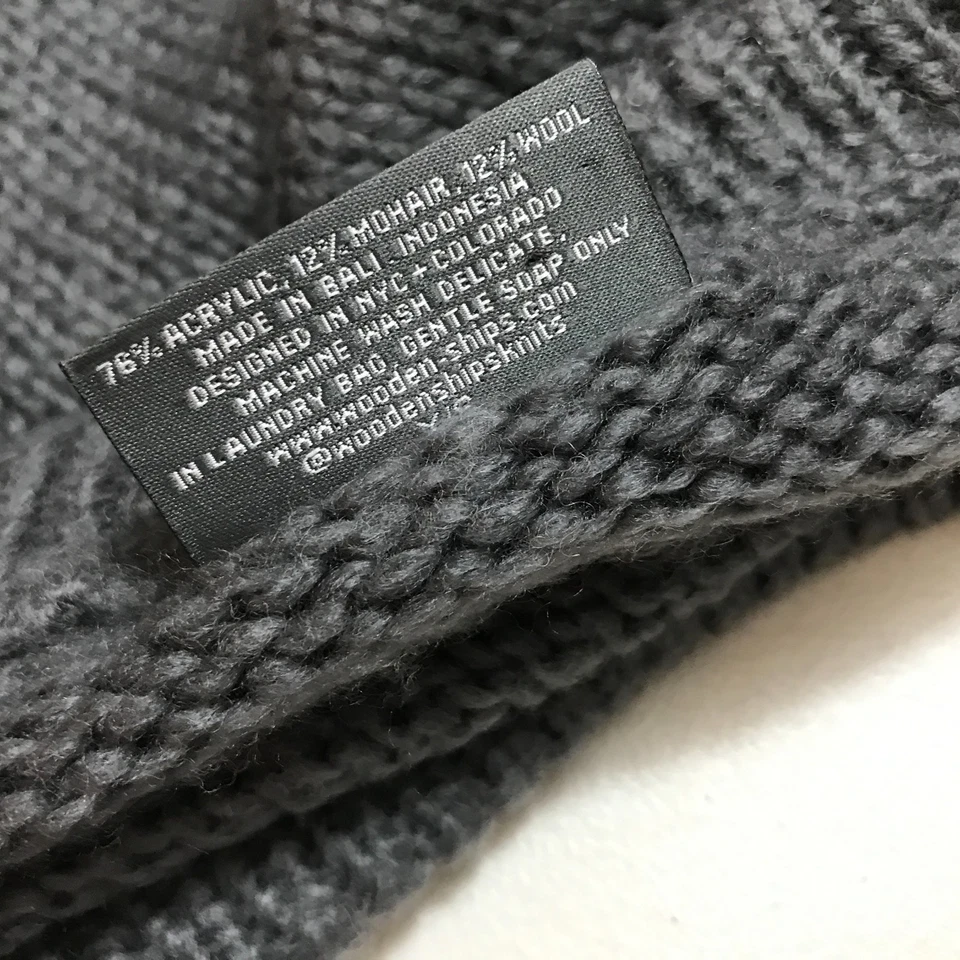 76% ACRYLIC, 12% MOHAIR, 12% WOOL
MADE IN BALI, INDONESIA
DESIGNED IN NYC + COLORADO
MACHINE WASH DELICATE,
IN LAUNDRY BAG, GENTLE SOAP ONLY
www.wooden-ships.com
@woodenshipsknits